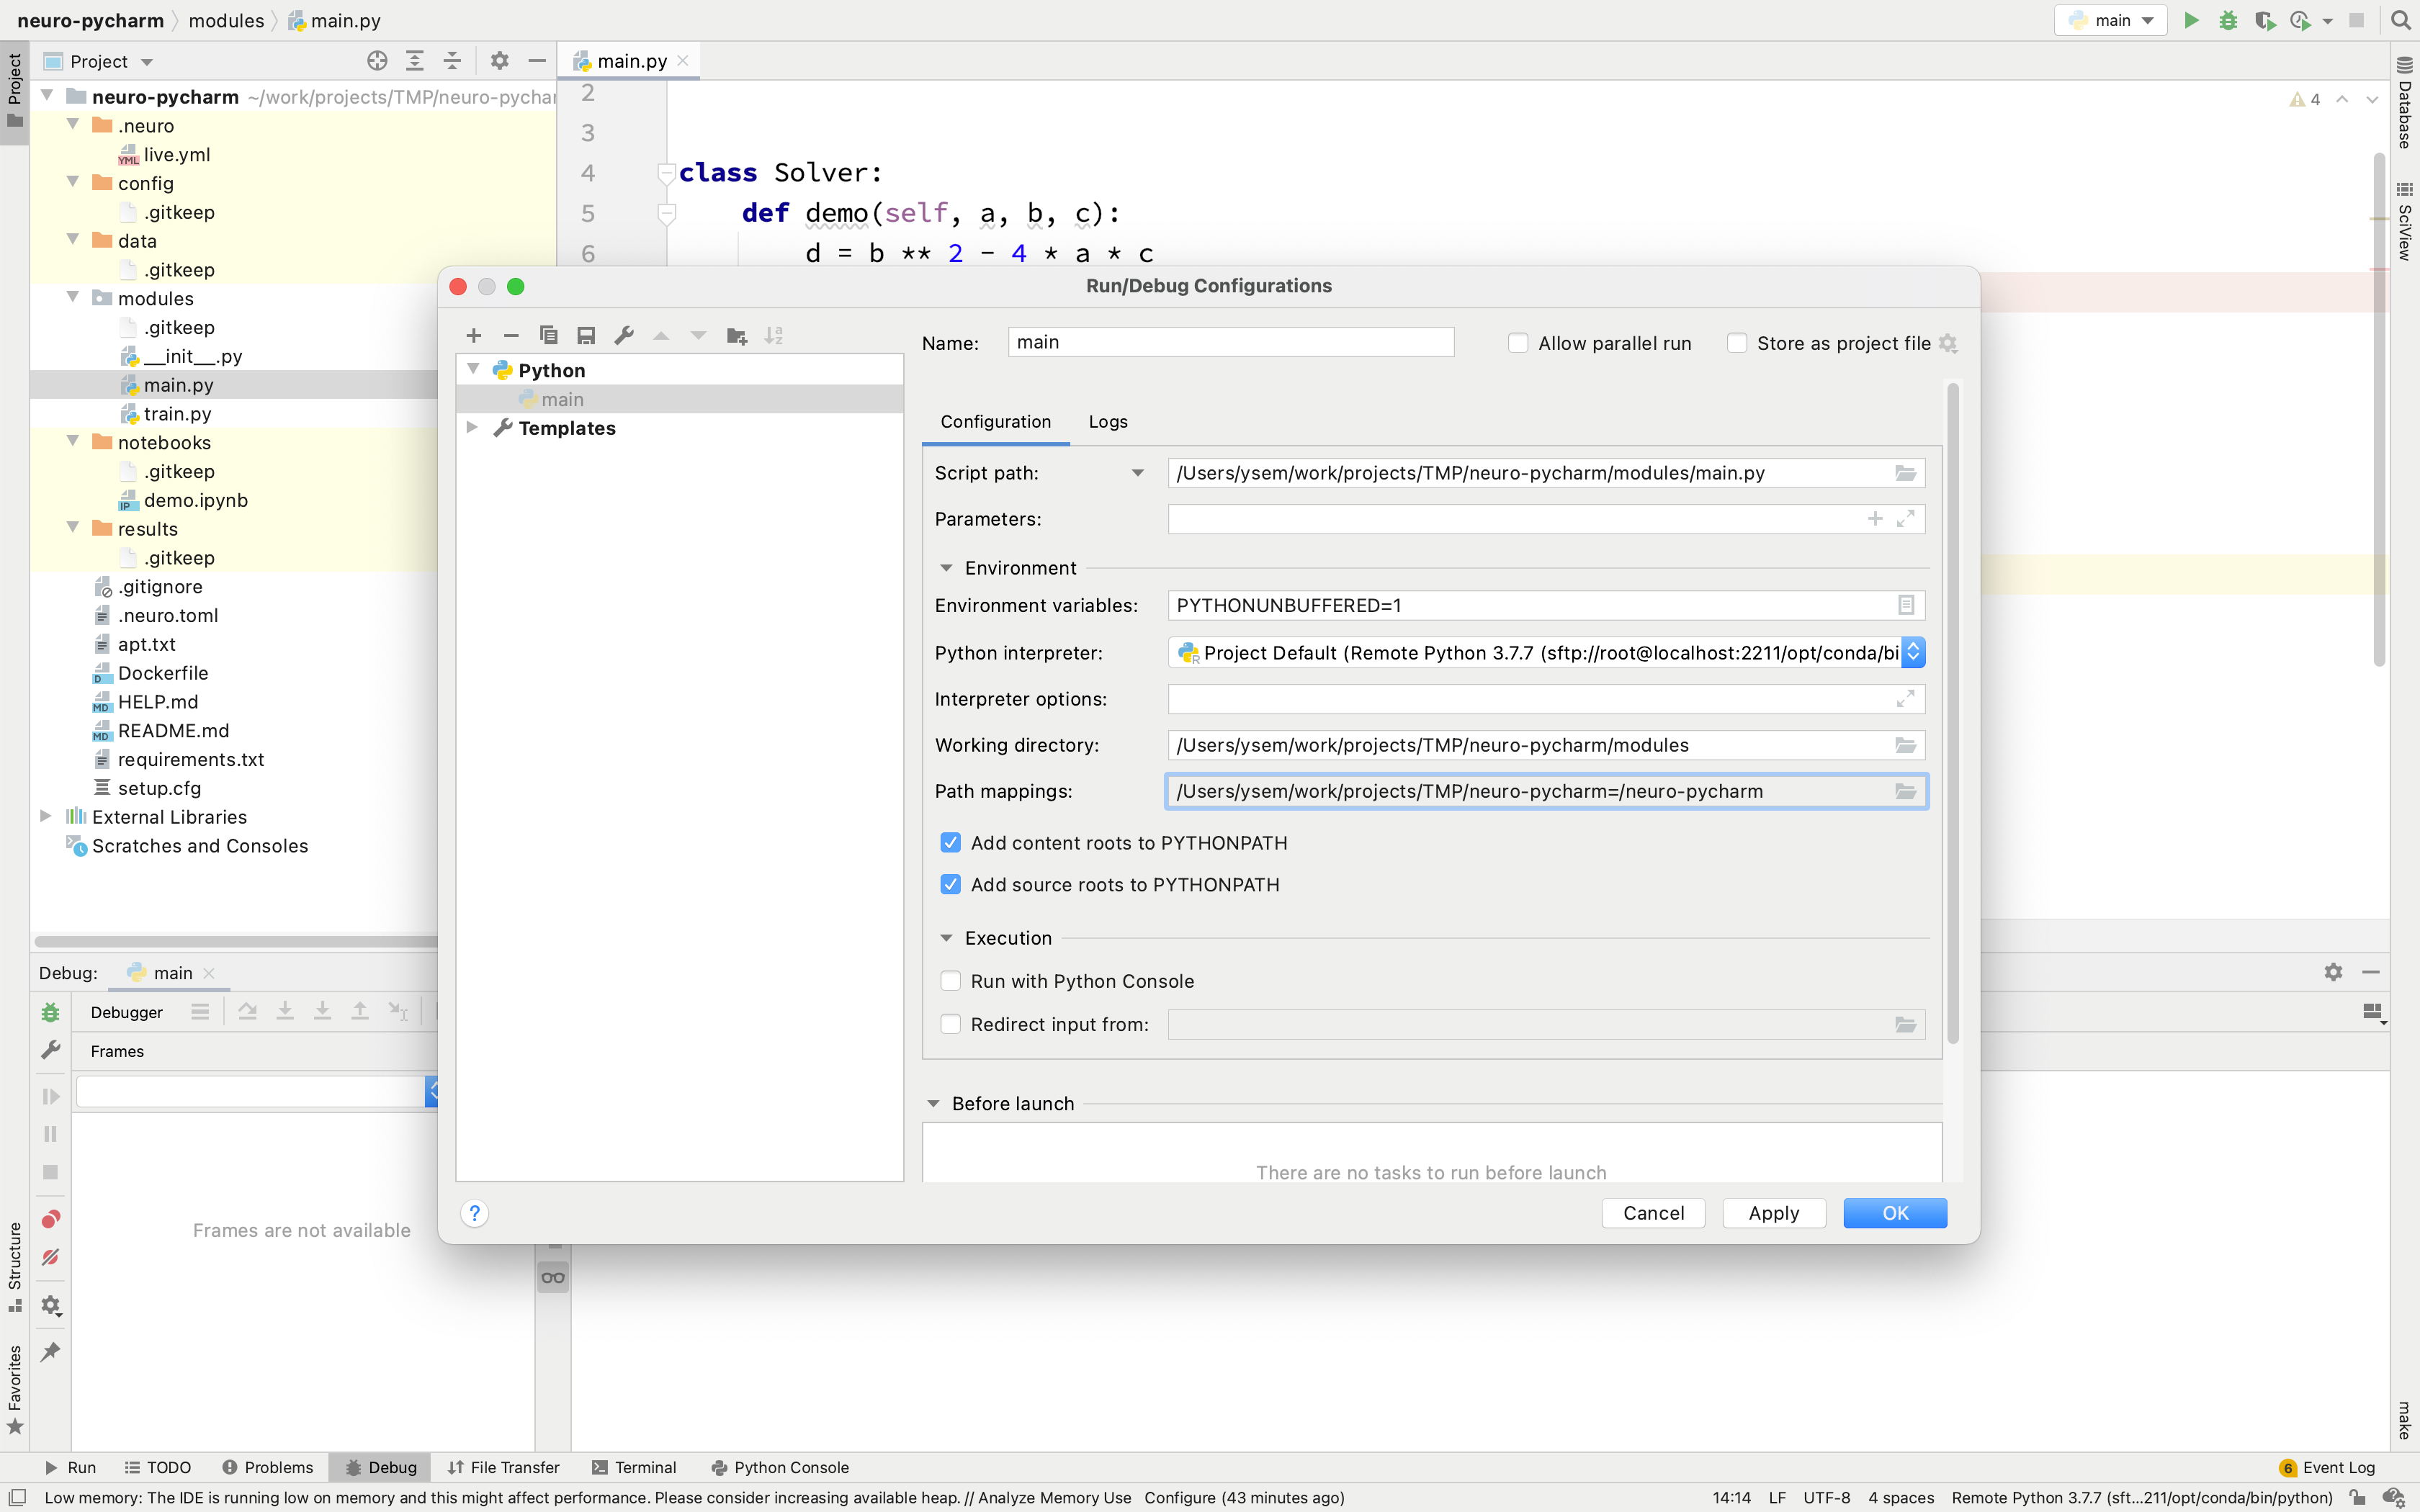 neuro-pycharm modules main.py
main
Project
main.py
Project
neuro-pycharm ~/work/projects/TMP/neuro-pychar
.neuro
live.yml
config
.gitkeep
data
.gitkeep
modules
.gitkeep
__init__.py
main.py
train.py
notebooks
.gitkeep
demo.ipynb
results
.gitkeep
.gitignore
.neuro.toml
apt.txt
Dockerfile
HELP.md
README.md
requirements.txt
setup.cfg
External Libraries
Scratches and Consoles
2
3
4 class Solver:
5 def demo(self, a, b, c):
6 d = b ** 2 - 4 * a * c
4
Database
SciView
make
Run/Debug Configurations
Python
main
Templates
Name: main
Allow parallel run
Store as project file
Configuration Logs
Script path: /Users/ysem/work/projects/TMP/neuro-pycharm/modules/main.py
Parameters:
Environment
Environment variables: PYTHONUNBUFFERED=1
Python interpreter: Project Default (Remote Python 3.7.7 (sftp://root@localhost:2211/opt/conda/bi
Interpreter options:
Working directory: /Users/ysem/work/projects/TMP/neuro-pycharm/modules
Path mappings: /Users/ysem/work/projects/TMP/neuro-pycharm=/neuro-pycharm
Add content roots to PYTHONPATH
Add source roots to PYTHONPATH
Execution
Run with Python Console
Redirect input from:
Before launch
There are no tasks to run before launch
?
Cancel Apply OK
Debug: main
Debugger
Frames
Frames are not available
Structure
Favorites
Run TODO Problems Debug File Transfer Terminal Python Console
6 Event Log
Low memory: The IDE is running low on memory and this might affect performance. Please consider increasing available heap. // Analyze Memory Use Configure (43 minutes ago)
14:14 LF UTF-8 4 spaces Remote Python 3.7.7 (sft...211/opt/conda/bin/python)